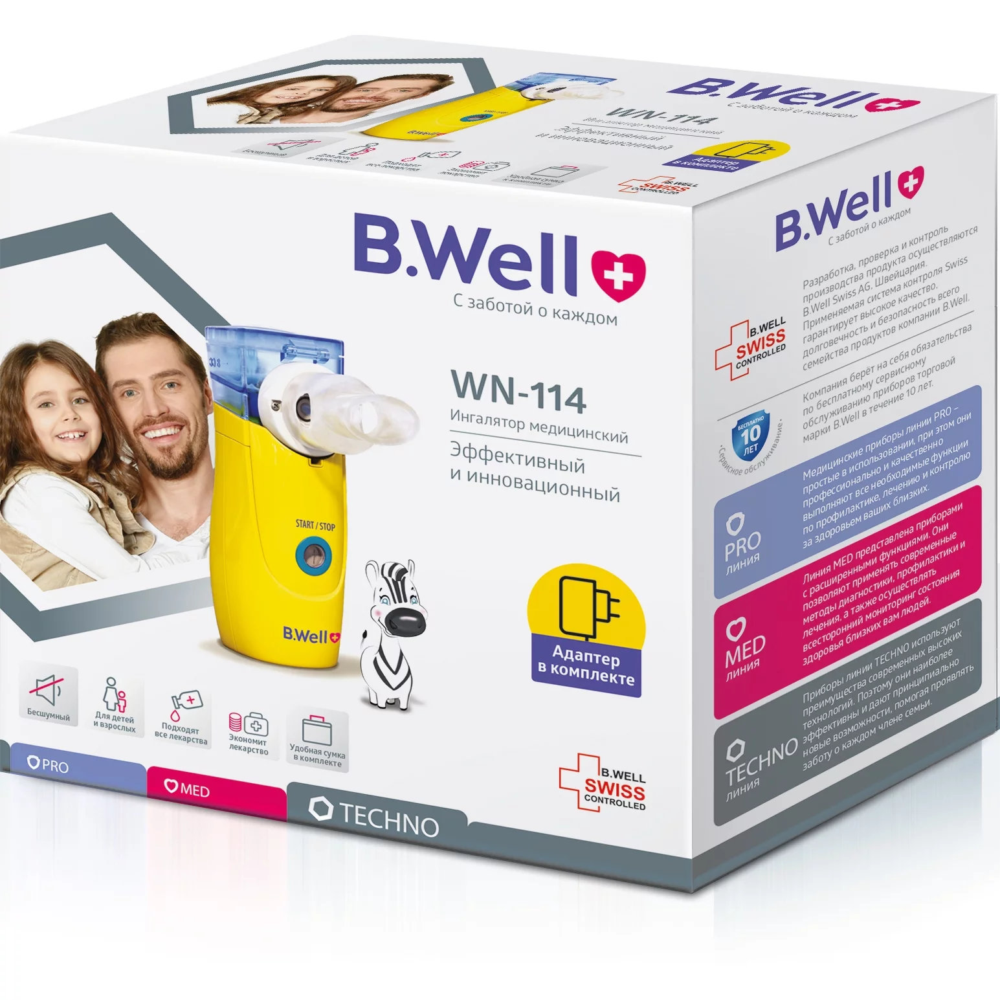 B.Well
С заботой о каждом
WN-114
Ингалятор медицинский
Эффективный
и инновационный
Адаптер
в комплекте
B.WELL
SWISS
CONTROLLED
B.Well
С заботой о каждом
WN-114
Ингалятор медицинский
Эффективный
и инновационный
START / STOP
B.Well
Адаптер
в комплекте
Бесшумный
Для детей
и взрослых
Подходят
все лекарства
Экономит
лекарство
Удобная сумка
в комплекте
PRO
MED
TECHNO
B.WELL
SWISS
CONTROLLED
B.Well
С заботой о каждом
Разработка, проверка и контроль
производства продукта осуществляются
B.Well Swiss AG, Швейцария.
Применяемая система контроля Swiss
гарантирует высокое качество,
долговечность и безопасность всего
семейства продуктов компании B.Well.
B.WELL
SWISS
CONTROLLED
Компания берёт на себя обязательства
по бесплатному сервисному
обслуживанию приборов торговой
марки B.Well в течение 10 лет.
БЕСПЛАТНО
10
ЛЕТ
Сервисное обслуживание
PRO
ЛИНИЯ
Медицинские приборы линии PRO –
простые в использовании, при этом они
профессионально и качественно
выполняют все необходимые функции
по профилактике, лечению и контролю
за здоровьем ваших близких.
MED
ЛИНИЯ
Линия MED представлена приборами
с расширенными функциями. Они
позволяют применять современные
методы диагностики, профилактики и
лечения, а также осуществлять
всесторонний мониторинг состояния
здоровья близких вам людей.
TECHNO
ЛИНИЯ
Приборы линии TECHNO используют
преимущества современных высоких
технологий. Поэтому они наиболее
эффективны и дают принципиально
новые возможности, помогая проявлять
заботу о каждом члене семьи.